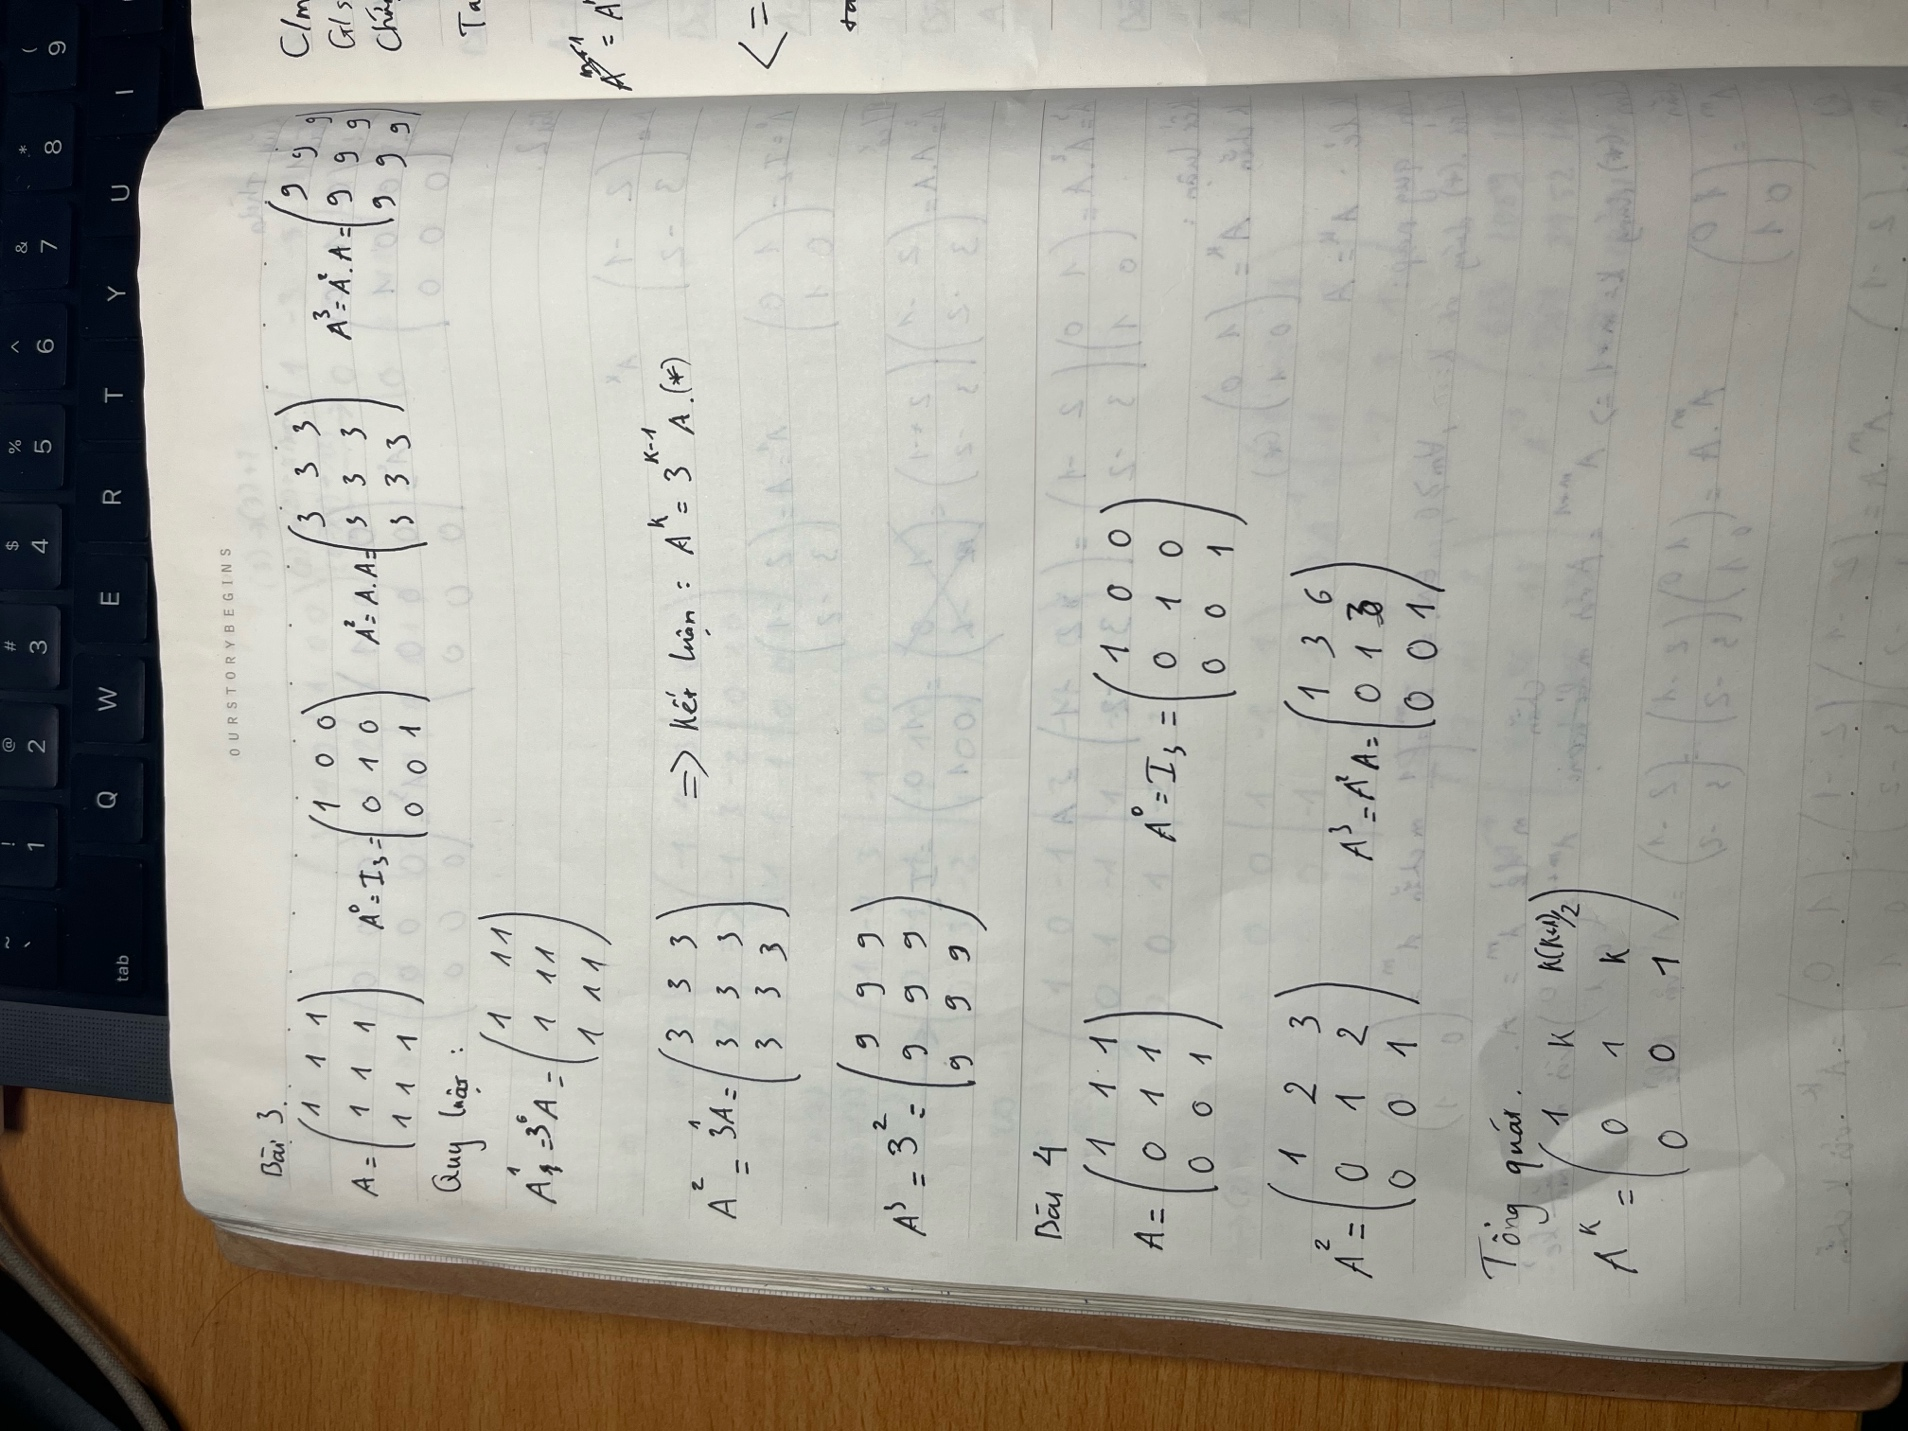 OURSTORYBEGINS
Bài 3.
A = (1 1 1 / 1 1 1 / 1 1 1) A⁰ = I₃ = (1 0 0 / 0 1 0 / 0 0 1) A² = A.A = (3 3 3 / 3 3 3 / 3 3 3) A³ = A².A = (9 9 9 / 9 9 9 / 9 9 9)
Quy luật :
A¹ = 3⁰A = (1 1 1 / 1 1 1 / 1 1 1)
A² = 3¹A = (3 3 3 / 3 3 3 / 3 3 3) => Kết luận : Aᴷ = 3ᴷ⁻¹ A.(*)
A³ = 3² = (9 9 9 / 9 9 9 / 9 9 9)
Bài 4
A = (1 1 1 / 0 1 1 / 0 0 1) A⁰ = I₃ = (1 0 0 / 0 1 0 / 0 0 1)
A² = (1 2 3 / 0 1 2 / 0 0 1) A³ = A²A = (1 3 6 / 0 1 3 / 0 0 1)
Tổng quát.
Aᴷ = (1 K K(K+1)/2 / 0 1 K / 0 0 1)
C/m
G/s
Ta
<=
~ ` ! 1 @ 2 # 3 $ 4 % 5 ^ 6 & 7 * 8 ( 9
tab Q W E R T Y U I